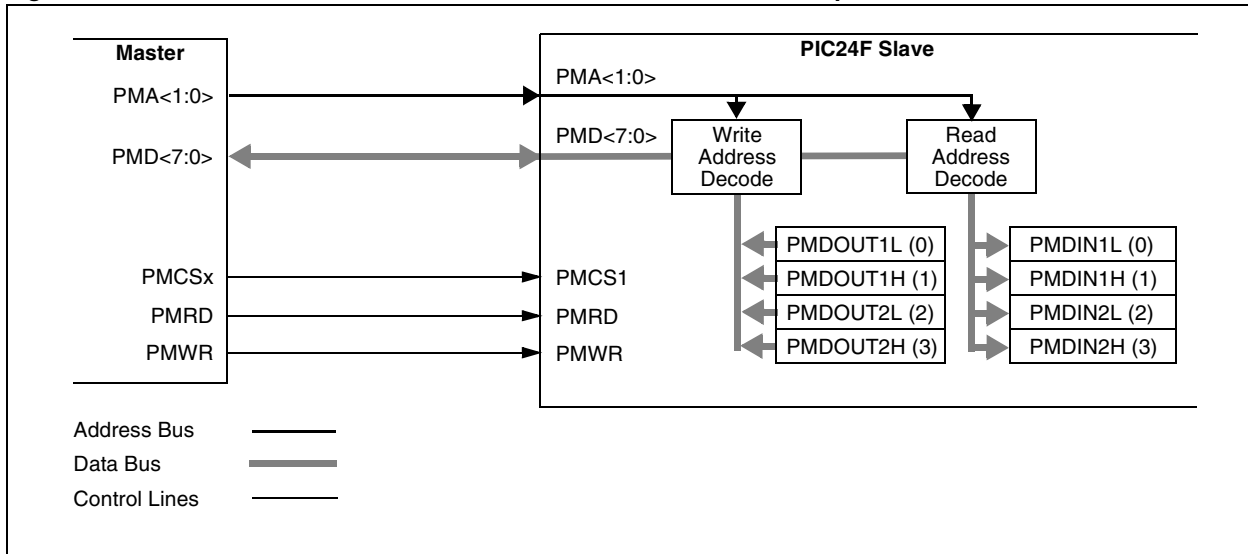 Master
PMA<1:0>
PMD<7:0>
PMCSx
PMRD
PMWR
PIC24F Slave
PMA<1:0>
PMD<7:0>
PMCS1
PMRD
PMWR
Write
Address
Decode
Read
Address
Decode
PMDOUT1L (0)
PMDOUT1H (1)
PMDOUT2L (2)
PMDOUT2H (3)
PMDIN1L (0)
PMDIN1H (1)
PMDIN2L (2)
PMDIN2H (3)
Address Bus
Data Bus
Control Lines